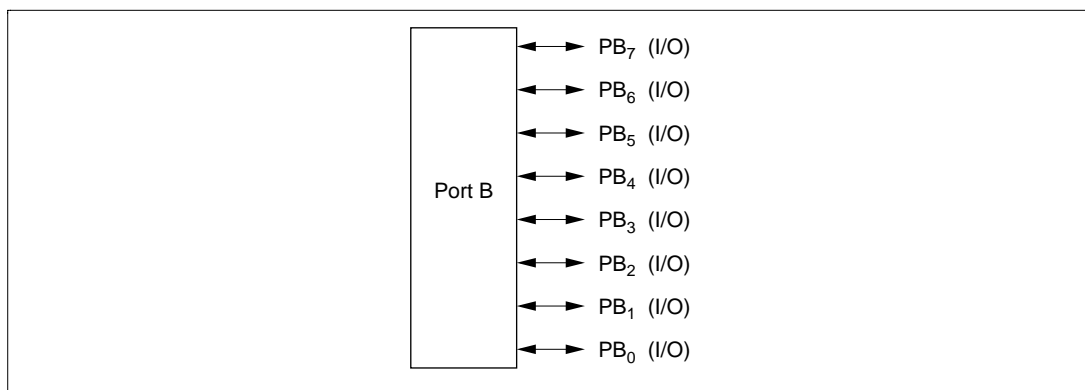 PB7 (I/O)
PB6 (I/O)
PB5 (I/O)
PB4 (I/O)
Port B
PB3 (I/O)
PB2 (I/O)
PB1 (I/O)
PB0 (I/O)